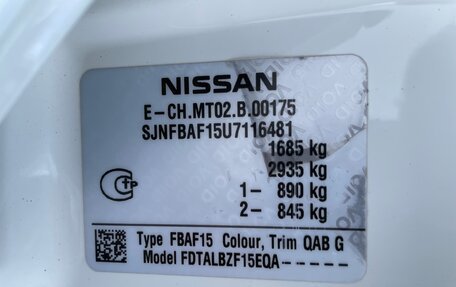 NISSAN
E-CH.MT02.B.00175
SJNFBAF15U7116481
1685 kg
2935 kg
1- 890 kg
2- 845 kg
Type FBAF15 Colour, Trim QAB G
Model FDTALBZF15EQA-----